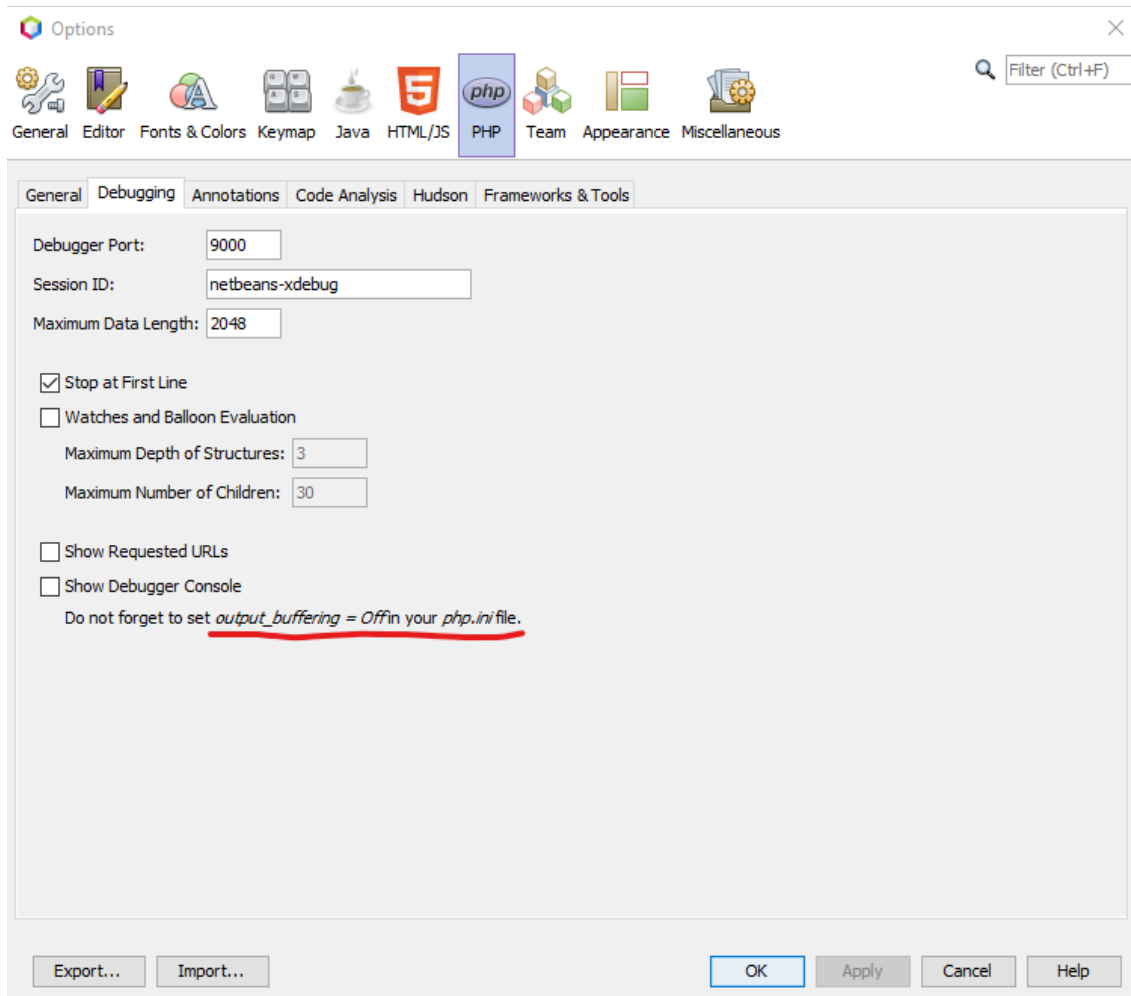 Options
Filter (Ctrl+F)
General Editor Fonts & Colors Keymap Java HTML/JS PHP Team Appearance Miscellaneous
General Debugging Annotations Code Analysis Hudson Frameworks & Tools
Debugger Port: 9000
Session ID: netbeans-xdebug
Maximum Data Length: 2048
Stop at First Line
Watches and Balloon Evaluation
Maximum Depth of Structures: 3
Maximum Number of Children: 30
Show Requested URLs
Show Debugger Console
Do not forget to set output_buffering = Off in your php.ini file.
Export... Import... OK Apply Cancel Help